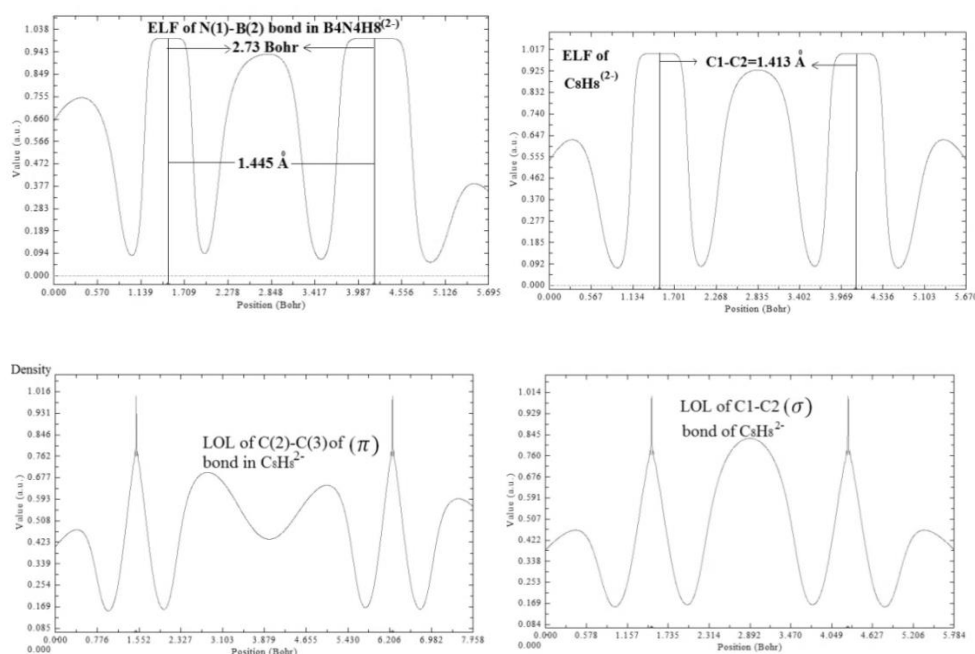 ELF of N(1)-B(2) bond in B4N4H8(2-)
2.73 Bohr
1.445 Å
Value (a.u.)
1.038
0.943
0.849
0.755
0.660
0.566
0.472
0.377
0.283
0.189
0.094
0.000
0.000 0.570 1.139 1.709 2.278 2.848 3.417 3.987 4.556 5.126 5.695
Position (Bohr)
ELF of
C8H8(2-)
C1-C2=1.413 Å
Value (a.u.)
1.017
0.925
0.832
0.740
0.647
0.555
0.462
0.370
0.277
0.185
0.092
0.000
0.000 0.567 1.134 1.701 2.268 2.835 3.402 3.969 4.536 5.103 5.670
Position (Bohr)
Density
LOL of C(2)-C(3)of (π)
bond in C8H8 2-
Value (a.u.)
1.016
0.931
0.846
0.762
0.677
0.593
0.508
0.423
0.339
0.254
0.169
0.085
0.000 0.776 1.552 2.327 3.103 3.879 4.655 5.430 6.206 6.982 7.758
Position (Bohr)
LOL of C1-C2 (σ)
bond of C8H8 2-
Value (a.u.)
1.014
0.929
0.845
0.760
0.676
0.591
0.507
0.422
0.338
0.253
0.169
0.084
0.000 0.578 1.157 1.735 2.314 2.892 3.470 4.049 4.627 5.206 5.784
Position (Bohr)